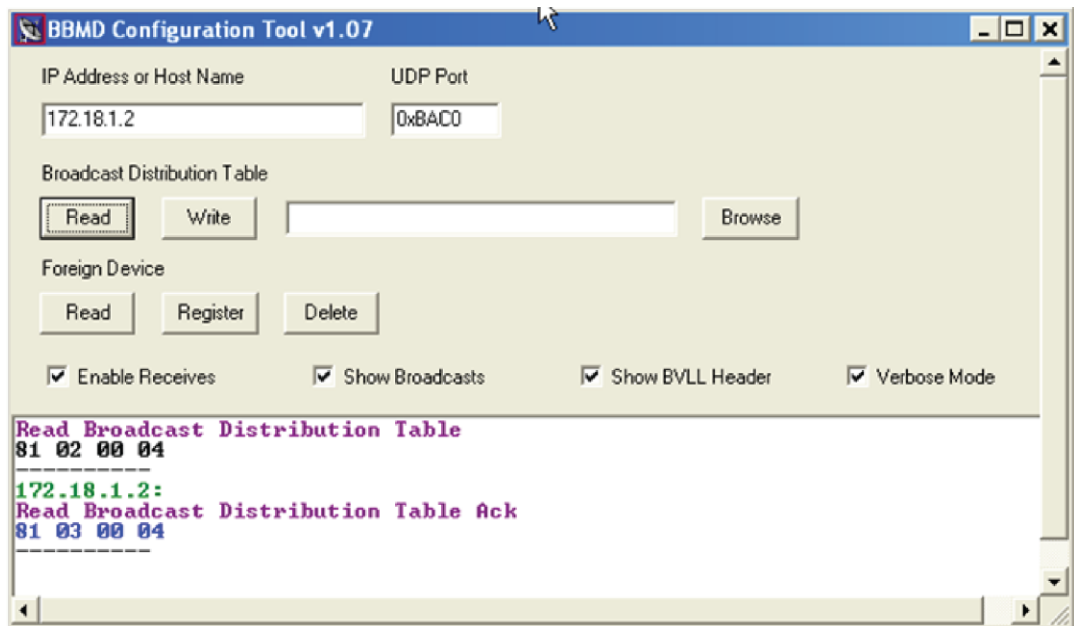 BBMD Configuration Tool v1.07
IP Address or Host Name UDP Port
172.18.1.2 0xBAC0
Broadcast Distribution Table
Read Write Browse
Foreign Device
Read Register Delete
Enable Receives Show Broadcasts Show BVLL Header Verbose Mode
Read Broadcast Distribution Table
81 02 00 04
----------
172.18.1.2:
Read Broadcast Distribution Table Ack
81 03 00 04
----------